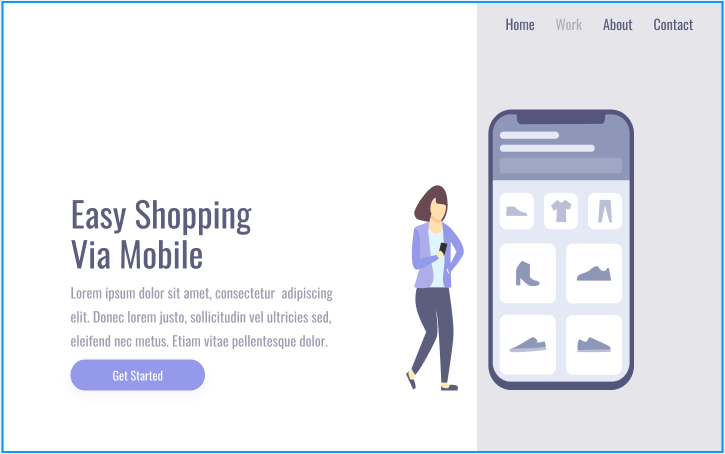 Home Work About Contact
Easy Shopping
Via Mobile
Lorem ipsum dolor sit amet, consectetur  adipiscing
elit. Donec lorem justo, sollicitudin vel ultricies sed,
eleifend nec metus. Etiam vitae pellentesque dolor.
Get Started